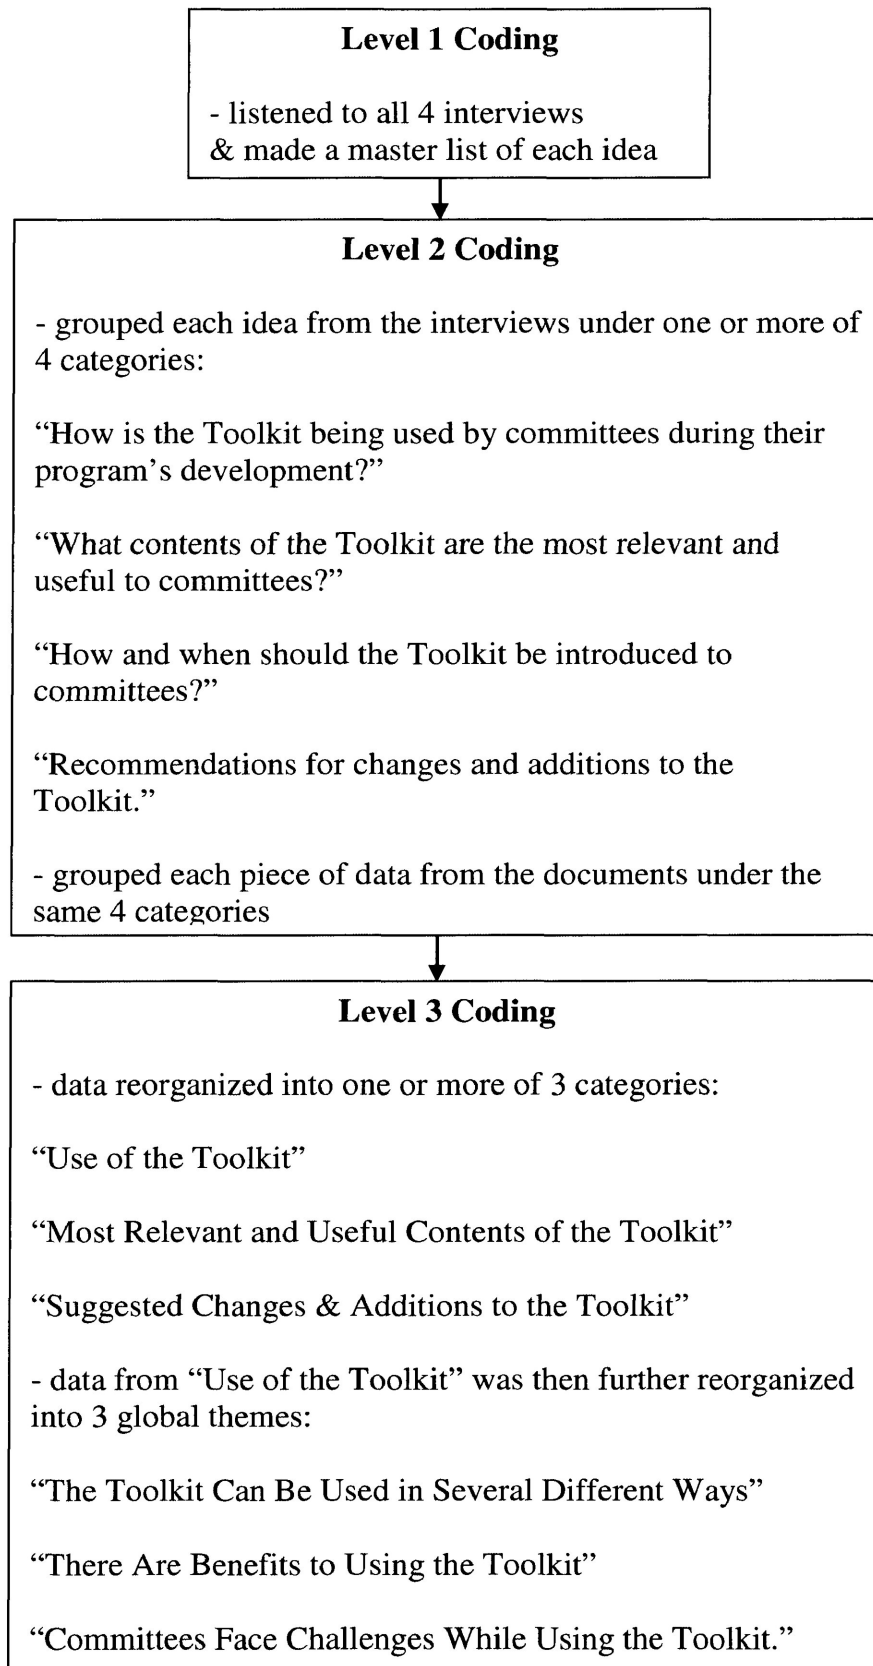 Level 1 Coding
- listened to all 4 interviews
& made a master list of each idea
Level 2 Coding
- grouped each idea from the interviews under one or more of
4 categories:
“How is the Toolkit being used by committees during their
program’s development?”
“What contents of the Toolkit are the most relevant and
useful to committees?”
“How and when should the Toolkit be introduced to
committees?”
“Recommendations for changes and additions to the
Toolkit.”
- grouped each piece of data from the documents under the
same 4 categories
Level 3 Coding
- data reorganized into one or more of 3 categories:
“Use of the Toolkit”
“Most Relevant and Useful Contents of the Toolkit”
“Suggested Changes & Additions to the Toolkit”
- data from “Use of the Toolkit” was then further reorganized
into 3 global themes:
“The Toolkit Can Be Used in Several Different Ways”
“There Are Benefits to Using the Toolkit”
“Committees Face Challenges While Using the Toolkit.”